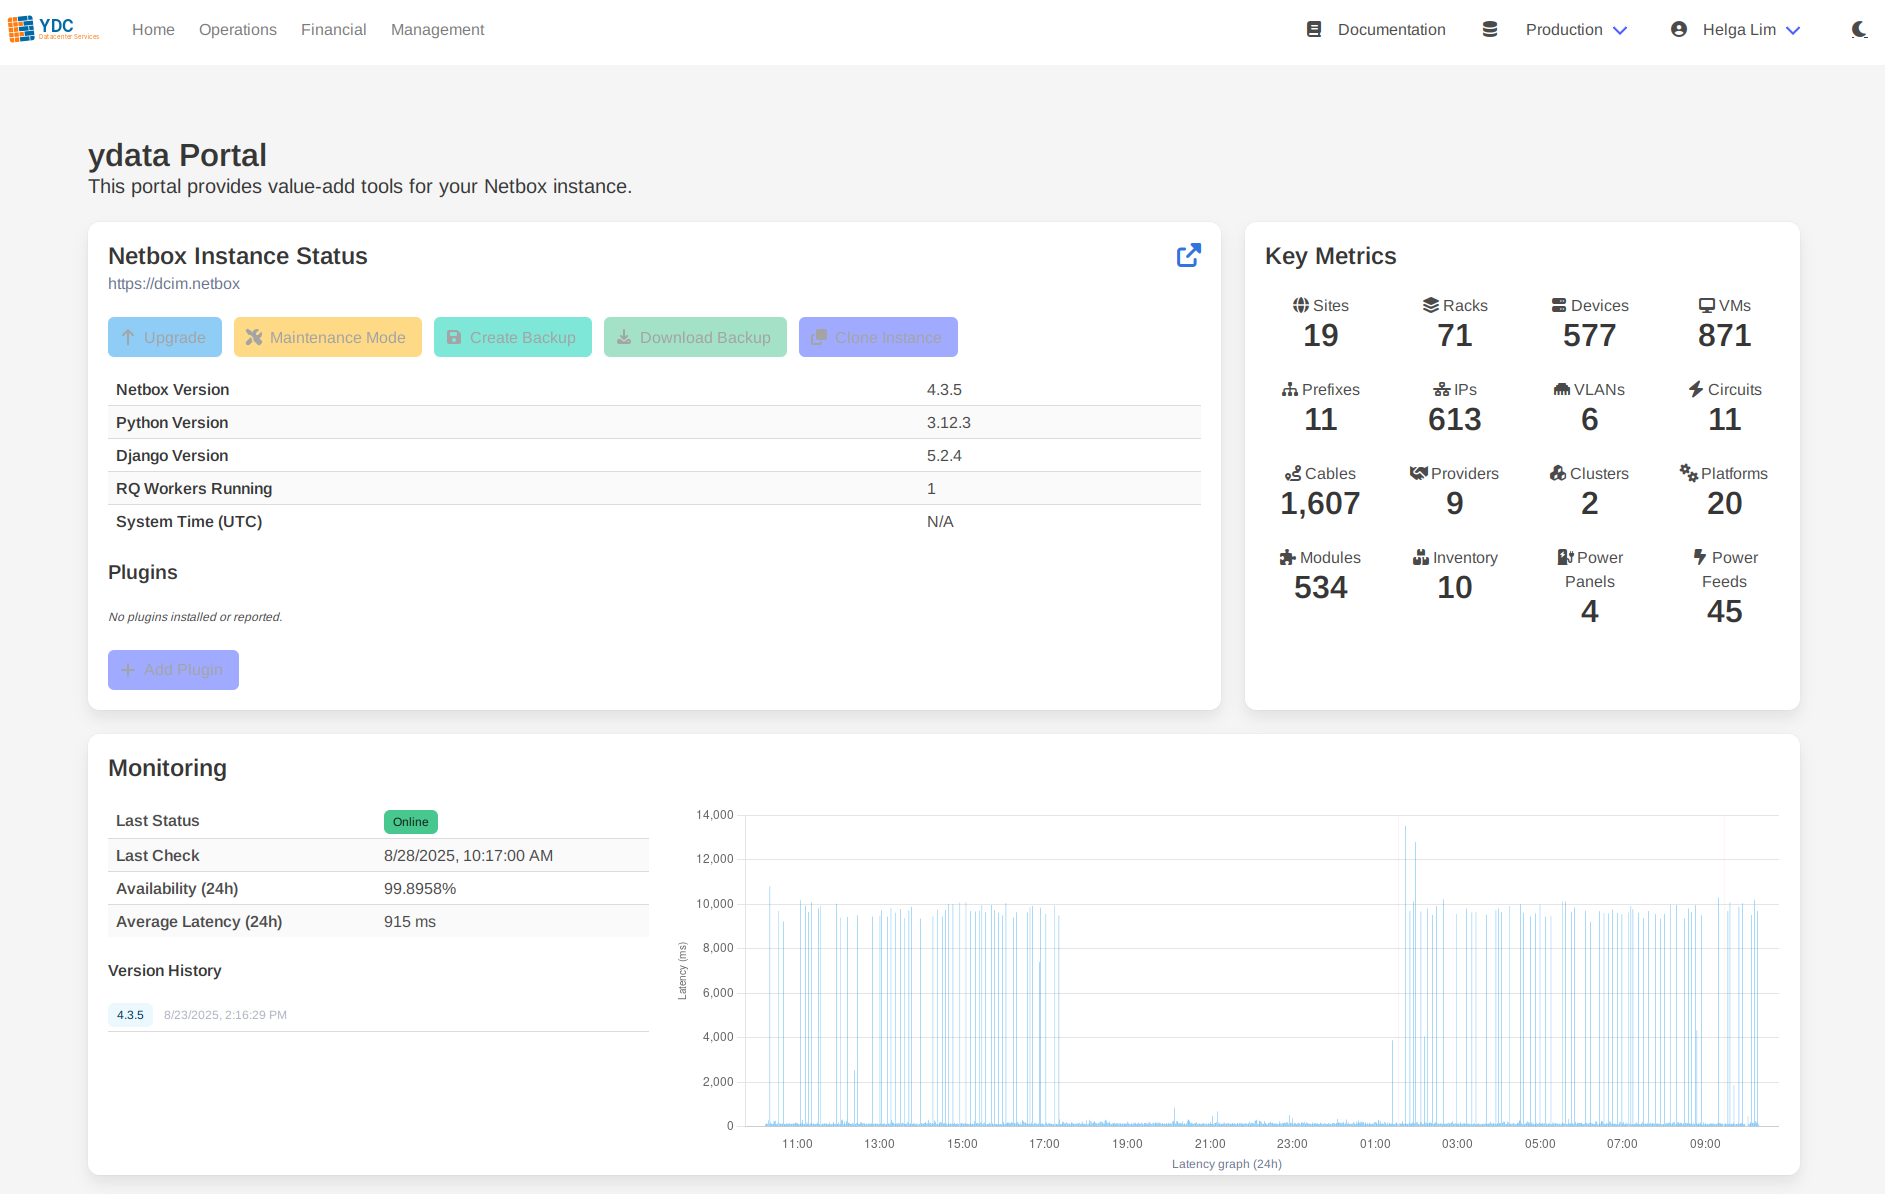 YDC
Datacenter Services
Home
Operations
Financial
Management
Documentation
Production
Helga Lim
ydata Portal
This portal provides value-add tools for your Netbox instance.
Netbox Instance Status
https://dcim.netbox
Upgrade
Maintenance Mode
Create Backup
Download Backup
Clone Instance
Netbox Version 4.3.5
Python Version 3.12.3
Django Version 5.2.4
RQ Workers Running 1
System Time (UTC) N/A
Plugins
No plugins installed or reported.
Add Plugin
Key Metrics
Sites
19
Racks
71
Devices
577
VMs
871
Prefixes
11
IPs
613
VLANs
6
Circuits
11
Cables
1,607
Providers
9
Clusters
2
Platforms
20
Modules
534
Inventory
10
Power
Panels
4
Power
Feeds
45
Monitoring
Last Status Online
Last Check 8/28/2025, 10:17:00 AM
Availability (24h) 99.8958%
Average Latency (24h) 915 ms
Version History
4.3.5 8/23/2025, 2:16:29 PM
Latency (ms)
14,000
12,000
10,000
8,000
6,000
4,000
2,000
0
11:00 13:00 15:00 17:00 19:00 21:00 23:00 01:00 03:00 05:00 07:00 09:00
Latency graph (24h)